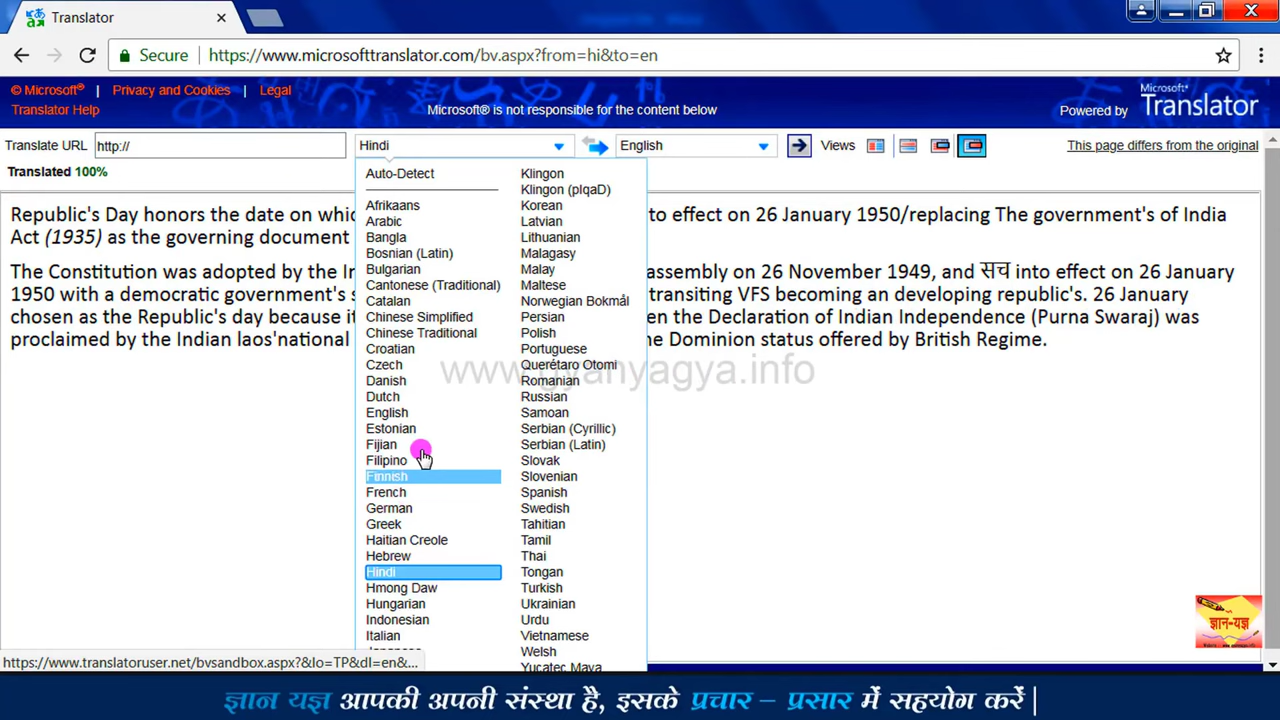 Translator
Secure https://www.microsofttranslator.com/bv.aspx?from=hi&to=en
© Microsoft® | Privacy and Cookies | Legal
Translator Help
Microsoft® is not responsible for the content below
Powered by Microsoft® Translator
Translate URL http:// Hindi English Views This page differs from the original
Translated 100%
Republic's Day honors the date on whic to effect on 26 January 1950/replacing The government's of India
Act (1935) as the governing document
The Constitution was adopted by the In assembly on 26 November 1949, and सच into effect on 26 January
1950 with a democratic government's s transiting VFS becoming an developing republic's. 26 January
chosen as the Republic's day because it en the Declaration of Indian Independence (Purna Swaraj) was
proclaimed by the Indian laos'national e Dominion status offered by British Regime.
Auto-Detect
Afrikaans
Arabic
Bangla
Bosnian (Latin)
Bulgarian
Cantonese (Traditional)
Catalan
Chinese Simplified
Chinese Traditional
Croatian
Czech
Danish
Dutch
English
Estonian
Fijian
Filipino
Finnish
French
German
Greek
Haitian Creole
Hebrew
Hindi
Hmong Daw
Hungarian
Indonesian
Italian
Klingon
Klingon (pIqaD)
Korean
Latvian
Lithuanian
Malagasy
Malay
Maltese
Norwegian Bokmål
Persian
Polish
Portuguese
Querétaro Otomi
Romanian
Russian
Samoan
Serbian (Cyrillic)
Serbian (Latin)
Slovak
Slovenian
Spanish
Swedish
Tahitian
Tamil
Thai
Tongan
Turkish
Ukrainian
Urdu
Vietnamese
Welsh
Yucatec Maya
www.gyanyagya.info
ज्ञान-यज्ञ
https://www.translatoruser.net/bvsandbox.aspx?&lo=TP&dl=en&...
ज्ञान यज्ञ आपकी अपनी संस्था है, इसके प्रचार – प्रसार में सहयोग करें |